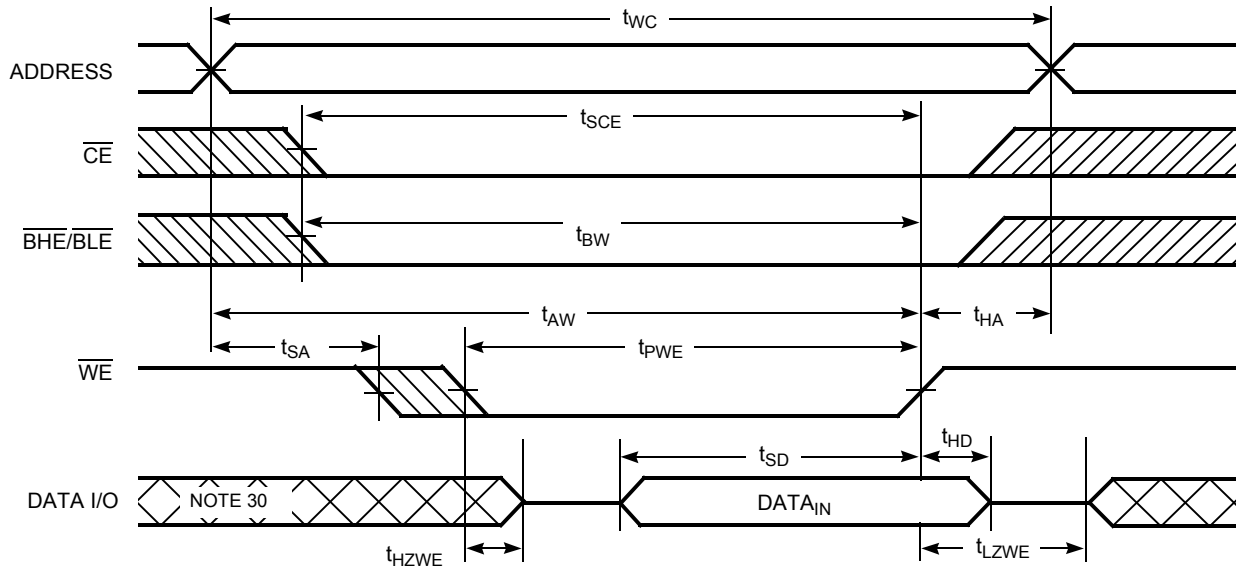 tWC
ADDRESS
tSCE
CE
tBW
BHE/BLE
tAW
tHA
tSA
tPWE
WE
tSD
tHD
DATA I/O
NOTE 30
DATAIN
tHZWE
tLZWE